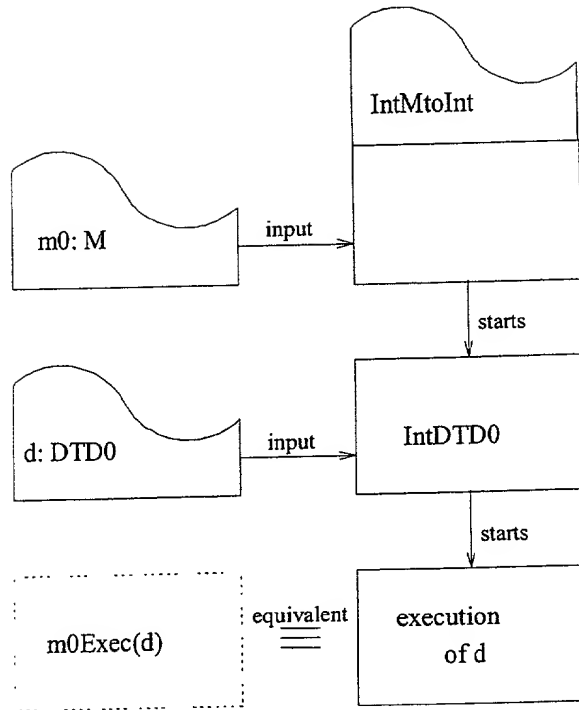 IntMtoInt
m0: M
input
starts
d: DTD0
input
IntDTD0
starts
m0Exec(d)
equivalent
execution
of d